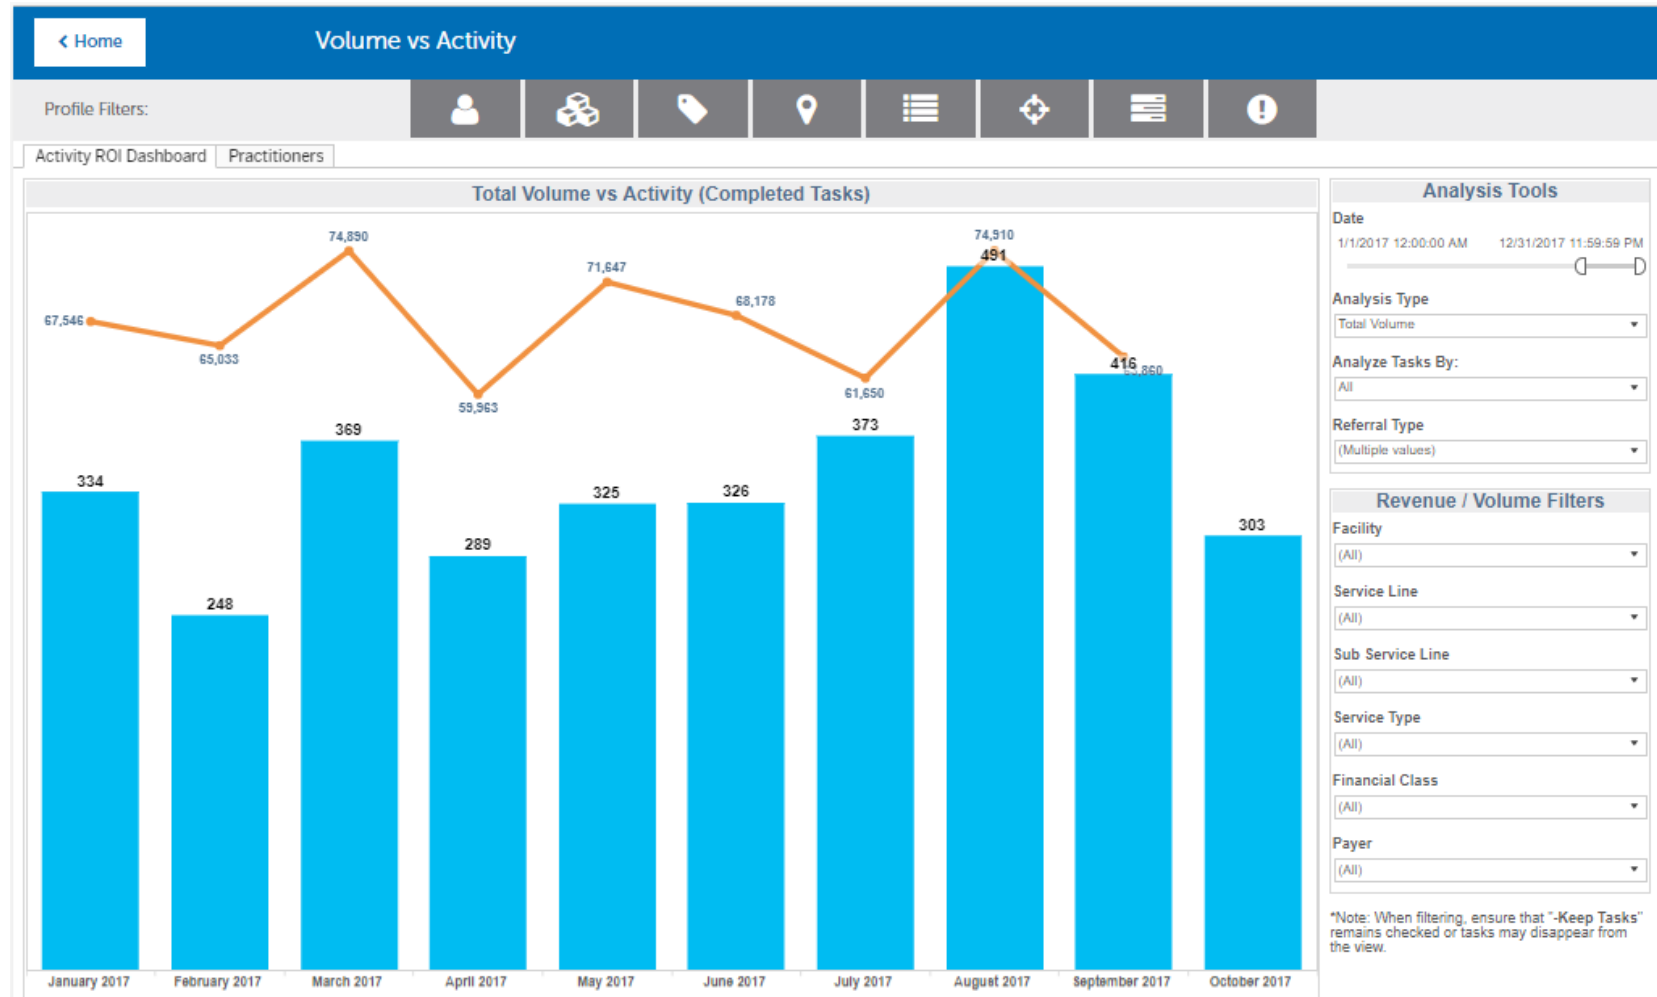 Home
Volume vs Activity
Profile Filters:
Activity ROI Dashboard Practitioners
Total Volume vs Activity (Completed Tasks)
67,546
65,033
74,890
59,963
71,647
68,178
61,650
74,910
334
248
369
289
325
326
373
491
416
303
January 2017 February 2017 March 2017 April 2017 May 2017 June 2017 July 2017 August 2017 September 2017 October 2017
Analysis Tools
Date
1/1/2017 12:00:00 AM 12/31/2017 11:59:59 PM
Analysis Type
Total Volume
Analyze Tasks By:
All
Referral Type
(Multiple values)
Revenue / Volume Filters
Facility
(All)
Service Line
(All)
Sub Service Line
(All)
Service Type
(All)
Financial Class
(All)
Payer
(All)
*Note: When filtering, ensure that "-Keep Tasks"
remains checked or tasks may disappear from
the view.